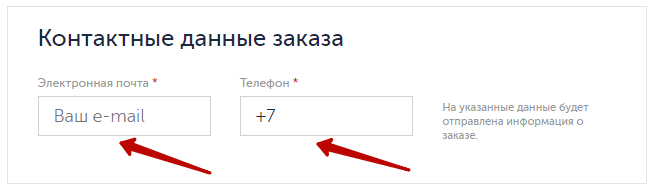 Контактные данные заказа
Электронная почта *
Телефон *
Ваш e-mail
+7
На указанные данные будет
отправлена информация о
заказе.